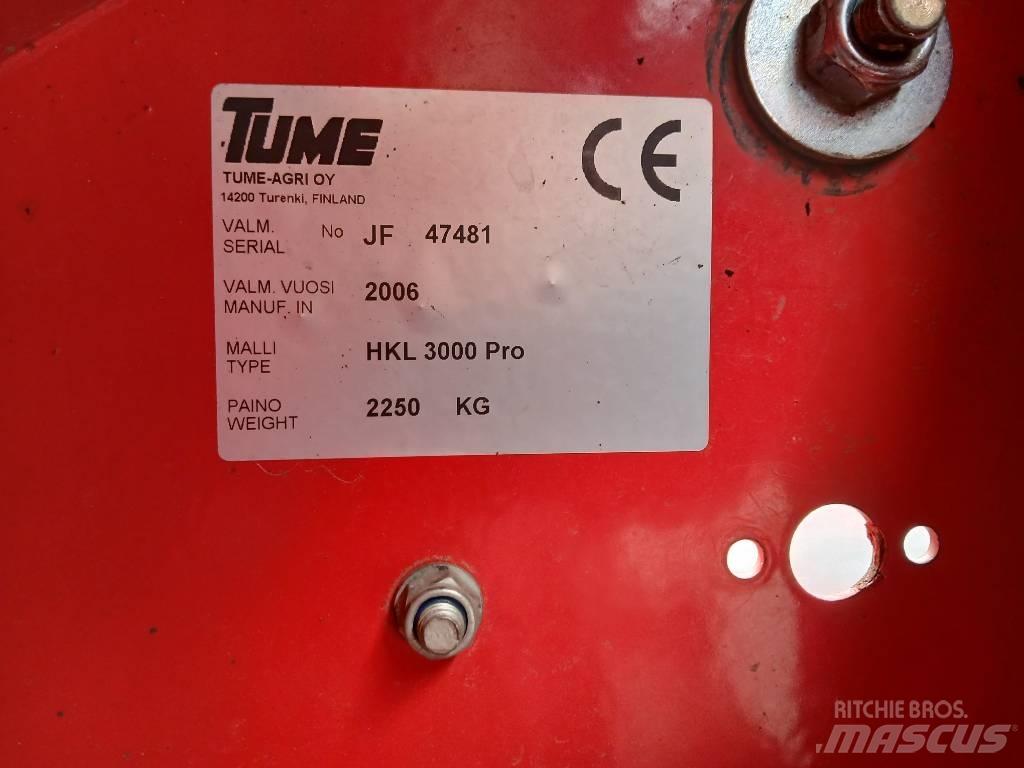 TUME
CE
TUME-AGRI OY
14200 Turenki, FINLAND
VALM. No JF 47481
SERIAL
VALM. VUOSI 2006
MANUF. IN
MALLI HKL 3000 Pro
TYPE
PAINO 2250 KG
WEIGHT
RITCHIE BROS.
MASCUS